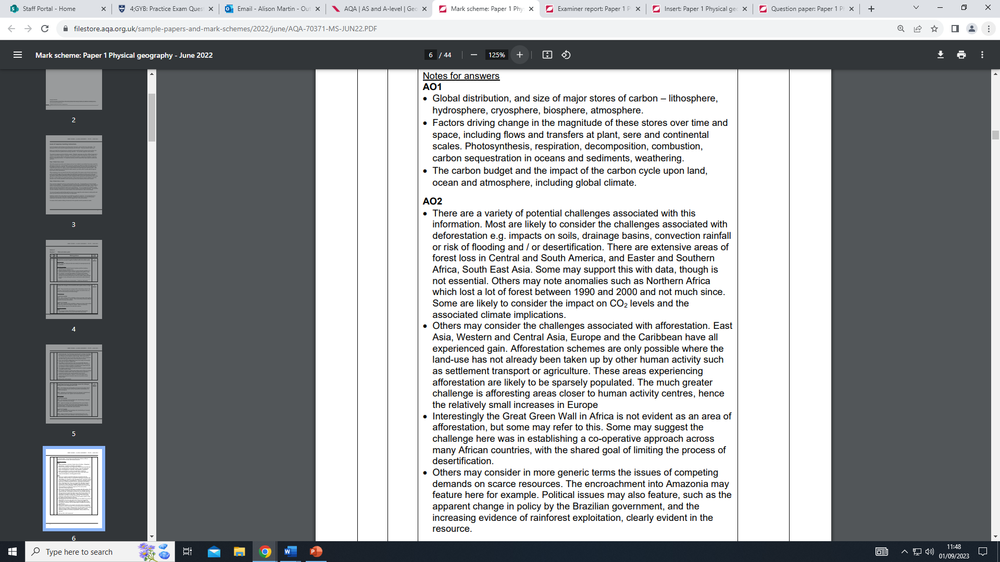 Staff Portal - Home
4;GYB: Practice Exam Ques
Email - Alison Martin - Ou
AQA | AS and A-level | Geo
Mark scheme: Paper 1 Phy
Examiner report: Paper 1 P
Insert: Paper 1 Physical ge
Question paper: Paper 1 P
filestore.aqa.org.uk/sample-papers-and-mark-schemes/2022/june/AQA-70371-MS-JUN22.PDF
Mark scheme: Paper 1 Physical geography - June 2022
6 / 44
125%
2
3
4
5
6
Notes for answers
AO1
• Global distribution, and size of major stores of carbon – lithosphere,
hydrosphere, cryosphere, biosphere, atmosphere.
• Factors driving change in the magnitude of these stores over time and
space, including flows and transfers at plant, sere and continental
scales. Photosynthesis, respiration, decomposition, combustion,
carbon sequestration in oceans and sediments, weathering.
• The carbon budget and the impact of the carbon cycle upon land,
ocean and atmosphere, including global climate.
AO2
• There are a variety of potential challenges associated with this
information. Most are likely to consider the challenges associated with
deforestation e.g. impacts on soils, drainage basins, convection rainfall
or risk of flooding and / or desertification. There are extensive areas of
forest loss in Central and South America, and Easter and Southern
Africa, South East Asia. Some may support this with data, though is
not essential. Others may note anomalies such as Northern Africa
which lost a lot of forest between 1990 and 2000 and not much since.
Some are likely to consider the impact on CO₂ levels and the
associated climate implications.
• Others may consider the challenges associated with afforestation. East
Asia, Western and Central Asia, Europe and the Caribbean have all
experienced gain. Afforestation schemes are only possible where the
land-use has not already been taken up by other human activity such
as settlement transport or agriculture. These areas experiencing
afforestation are likely to be sparsely populated. The much greater
challenge is afforesting areas closer to human activity centres, hence
the relatively small increases in Europe
• Interestingly the Great Green Wall in Africa is not evident as an area of
afforestation, but some may refer to this. Some may suggest the
challenge here was in establishing a co-operative approach across
many African countries, with the shared goal of limiting the process of
desertification.
• Others may consider in more generic terms the issues of competing
demands on scarce resources. The encroachment into Amazonia may
feature here for example. Political issues may also feature, such as the
apparent change in policy by the Brazilian government, and the
increasing evidence of rainforest exploitation, clearly evident in the
resource.
Type here to search
11:48
01/09/2023